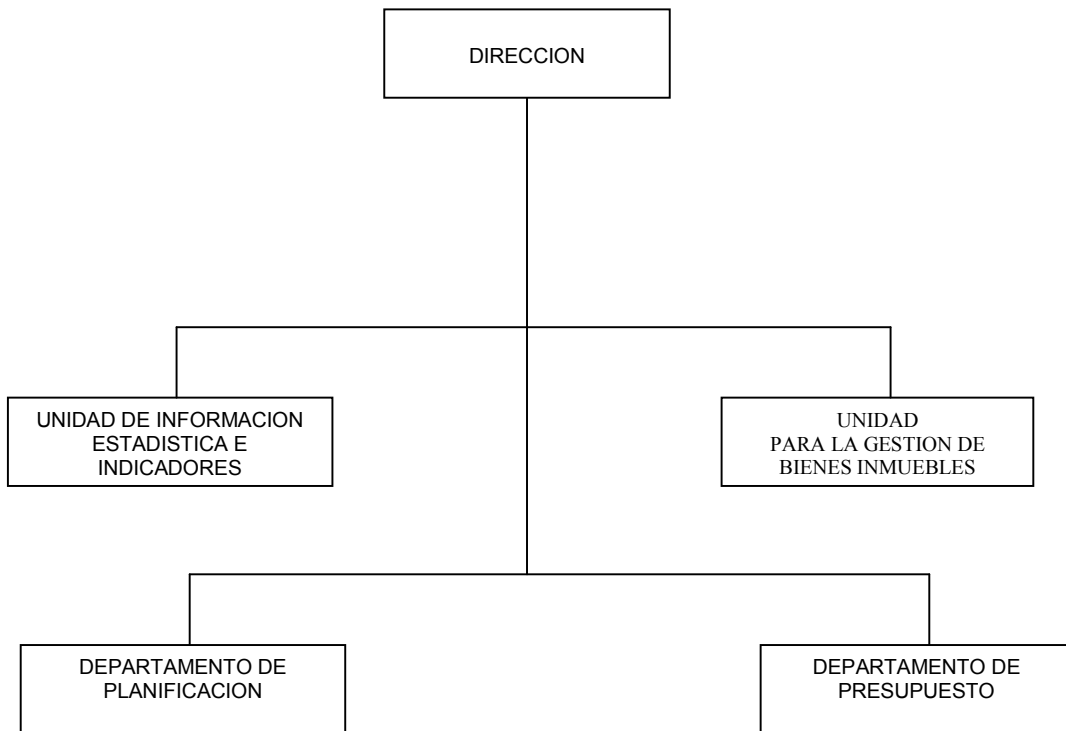 DIRECCION
UNIDAD DE INFORMACION
ESTADISTICA E
INDICADORES
UNIDAD
PARA LA GESTION DE
BIENES INMUEBLES
DEPARTAMENTO DE
PLANIFICACION
DEPARTAMENTO DE
PRESUPUESTO